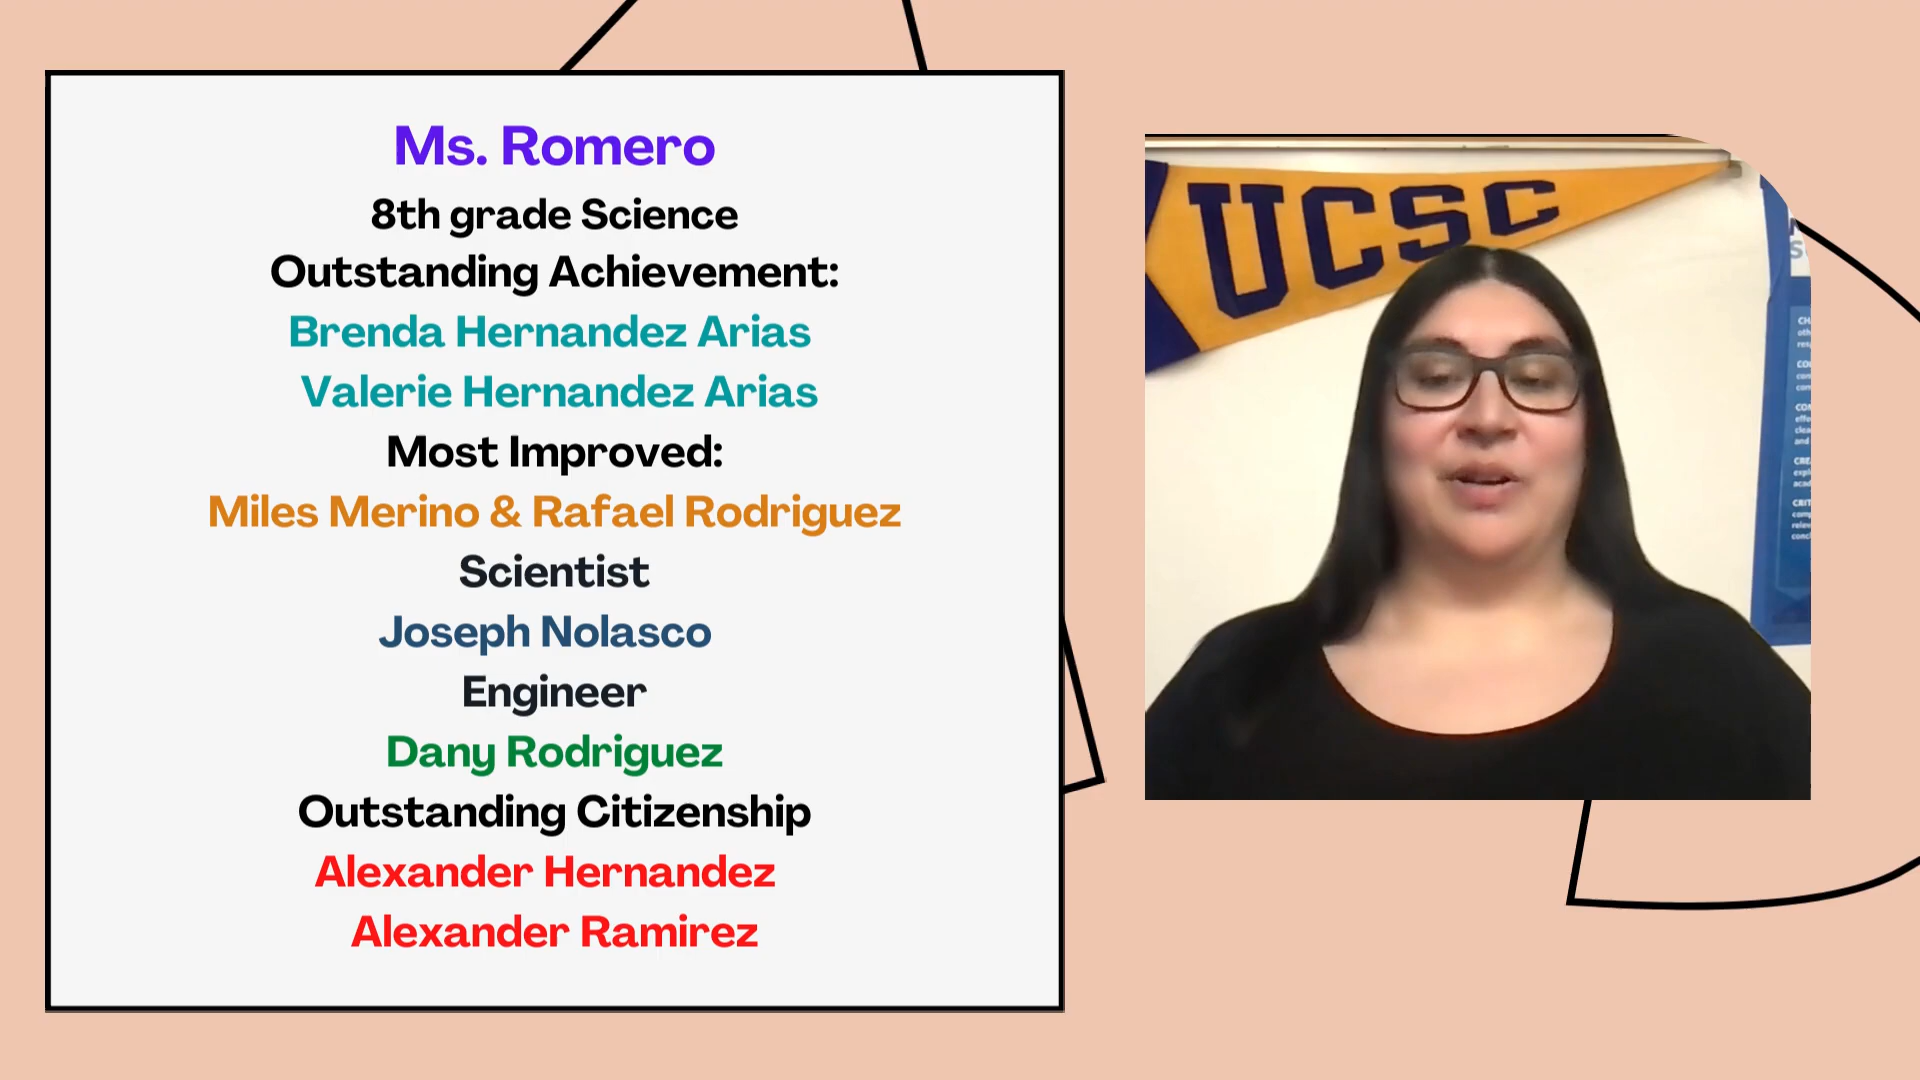 Ms. Romero
8th grade Science
Outstanding Achievement:
Brenda Hernandez Arias
Valerie Hernandez Arias
Most Improved:
Miles Merino & Rafael Rodriguez
Scientist
Joseph Nolasco
Engineer
Dany Rodriguez
Outstanding Citizenship
Alexander Hernandez
Alexander Ramirez
UCSC